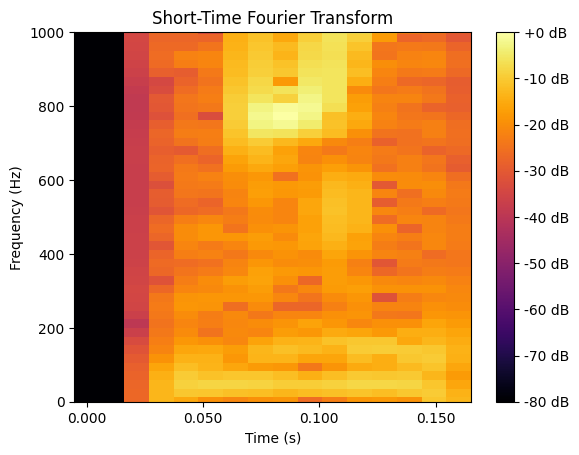 Short-Time Fourier Transform
1000
800
600
400
200
0
Frequency (Hz)
0.000
0.050
0.100
0.150
Time (s)
+0 dB
-10 dB
-20 dB
-30 dB
-40 dB
-50 dB
-60 dB
-70 dB
-80 dB